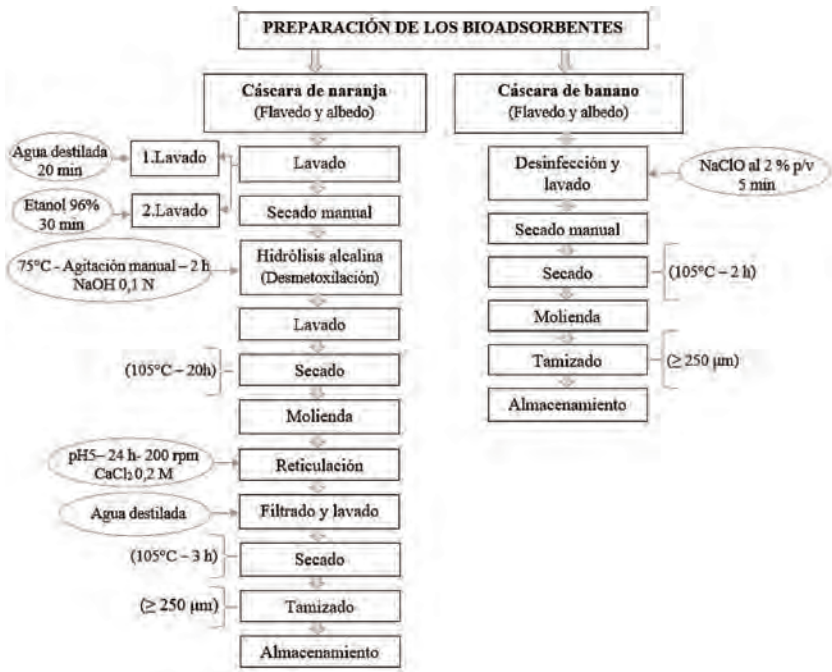 PREPARACIÓN DE LOS BIOADSORBENTES
Cáscara de naranja
(Flavedo y albedo)
Agua destilada
20 min
1.Lavado
Lavado
Etanol 96%
30 min
2.Lavado
Secado manual
75°C - Agitación manual – 2 h
NaOH 0,1 N
Hidrólisis alcalina
(Desmetoxilación)
Lavado
(105°C – 20h)
Secado
Molienda
pH5– 24 h- 200 rpm
CaCl₂ 0,2 M
Reticulación
Agua destilada
Filtrado y lavado
(105°C – 3 h)
Secado
(≥ 250 μm)
Tamizado
Almacenamiento
Cáscara de banano
(Flavedo y albedo)
Desinfección y
lavado
NaClO al 2 % p/v
5 min
Secado manual
Secado
(105°C – 2 h)
Molienda
Tamizado
(≥ 250 μm)
Almacenamiento